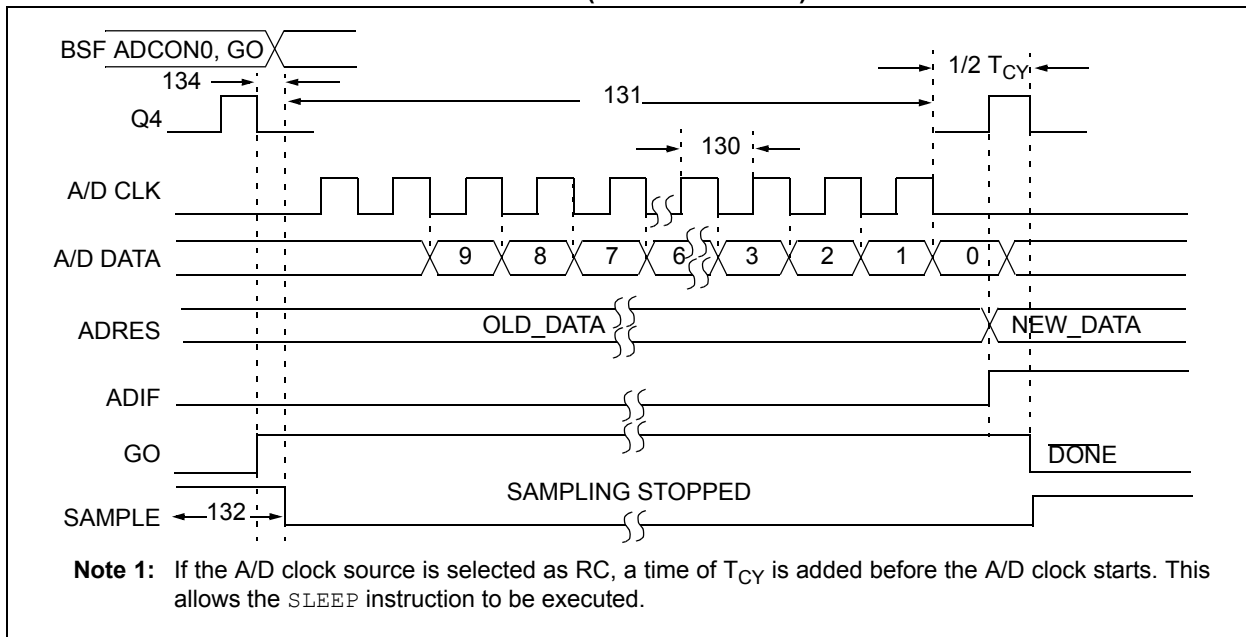 BSF ADCON0, GO
134
1/2 TCY
131
Q4
130
A/D CLK
A/D DATA 9 8 7 6 3 2 1 0
ADRES OLD_DATA NEW_DATA
ADIF
GO DONE
SAMPLING STOPPED
SAMPLE 132
Note 1: If the A/D clock source is selected as RC, a time of TCY is added before the A/D clock starts. This
allows the SLEEP instruction to be executed.